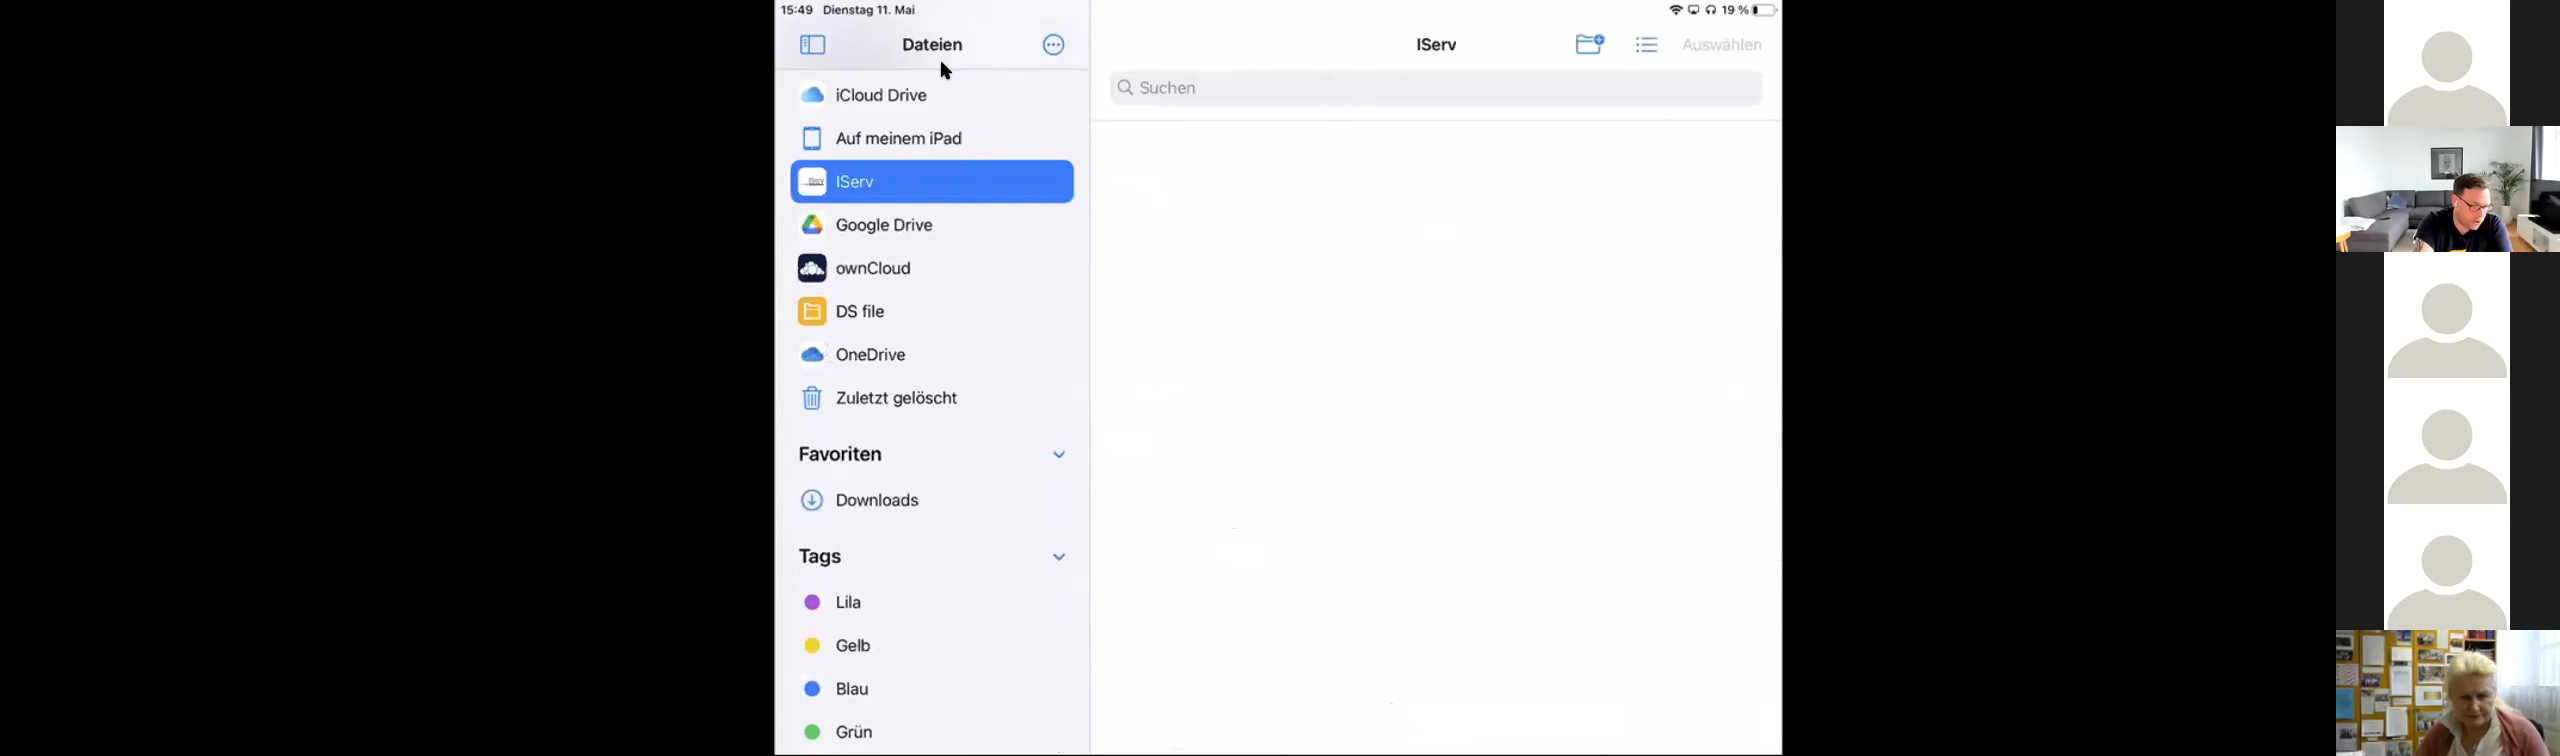 15:49 Dienstag 11. Mai
19 %
Dateien
IServ
Auswählen
Suchen
iCloud Drive
Auf meinem iPad
IServ
Google Drive
ownCloud
DS file
OneDrive
Zuletzt gelöscht
Favoriten
Downloads
Tags
Lila
Gelb
Blau
Grün